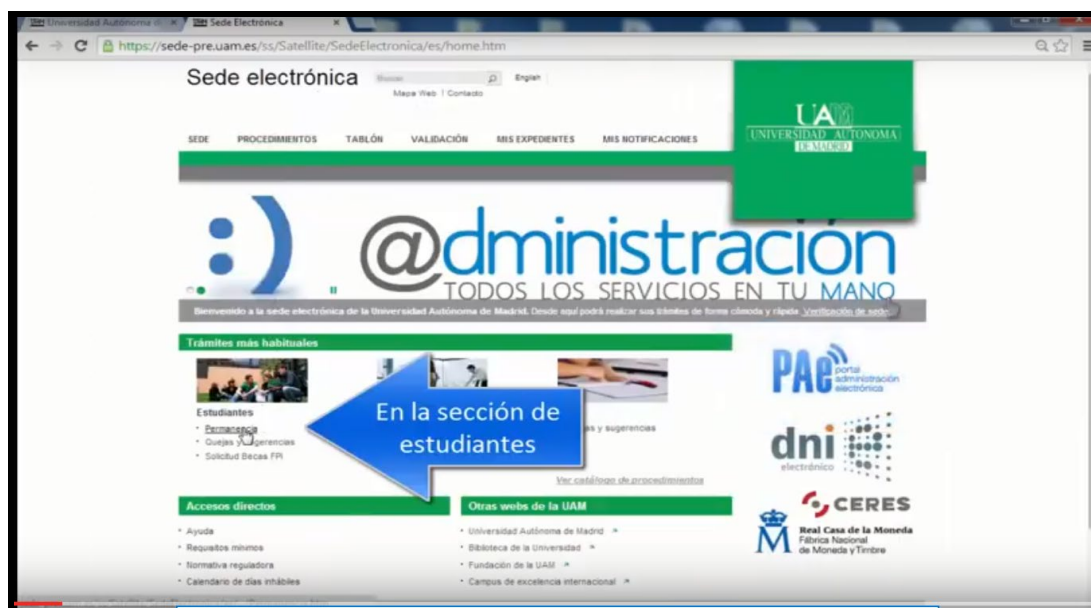 Universidad Autónoma d
Sede Electrónica
https://sede-pre.uam.es/ss/Satellite/SedeElectronica/es/home.htm
Sede electrónica
Buscar
English
Mapa Web | Contacto
SEDE PROCEDIMIENTOS TABLÓN VALIDACIÓN MIS EXPEDIENTES MIS NOTIFICACIONES
UAM
UNIVERSIDAD AUTONOMA
DE MADRID
:) @dministración
TODOS LOS SERVICIOS EN TU MANO
Bienvenido a la sede electrónica de la Universidad Autónoma de Madrid. Desde aquí podrá realizar sus trámites de forma cómoda y rápida. Verificación de sede
Trámites más habituales
Estudiantes
Permanencia
Quejas y sugerencias
Solicitud Becas FPI
En la sección de
estudiantes
y sugerencias
Ver catálogo de procedimientos
PAe portal
administración
electrónica
dni
electrónico
CERES
Real Casa de la Moneda
Fábrica Nacional
de Moneda y Timbre
Accesos directos
Ayuda
Requisitos mínimos
Normativa reguladora
Calendario de días inhábiles
Otras webs de la UAM
Universidad Autónoma de Madrid
Biblioteca de la Universidad
Fundación de la UAM
Campus de excelencia internacional